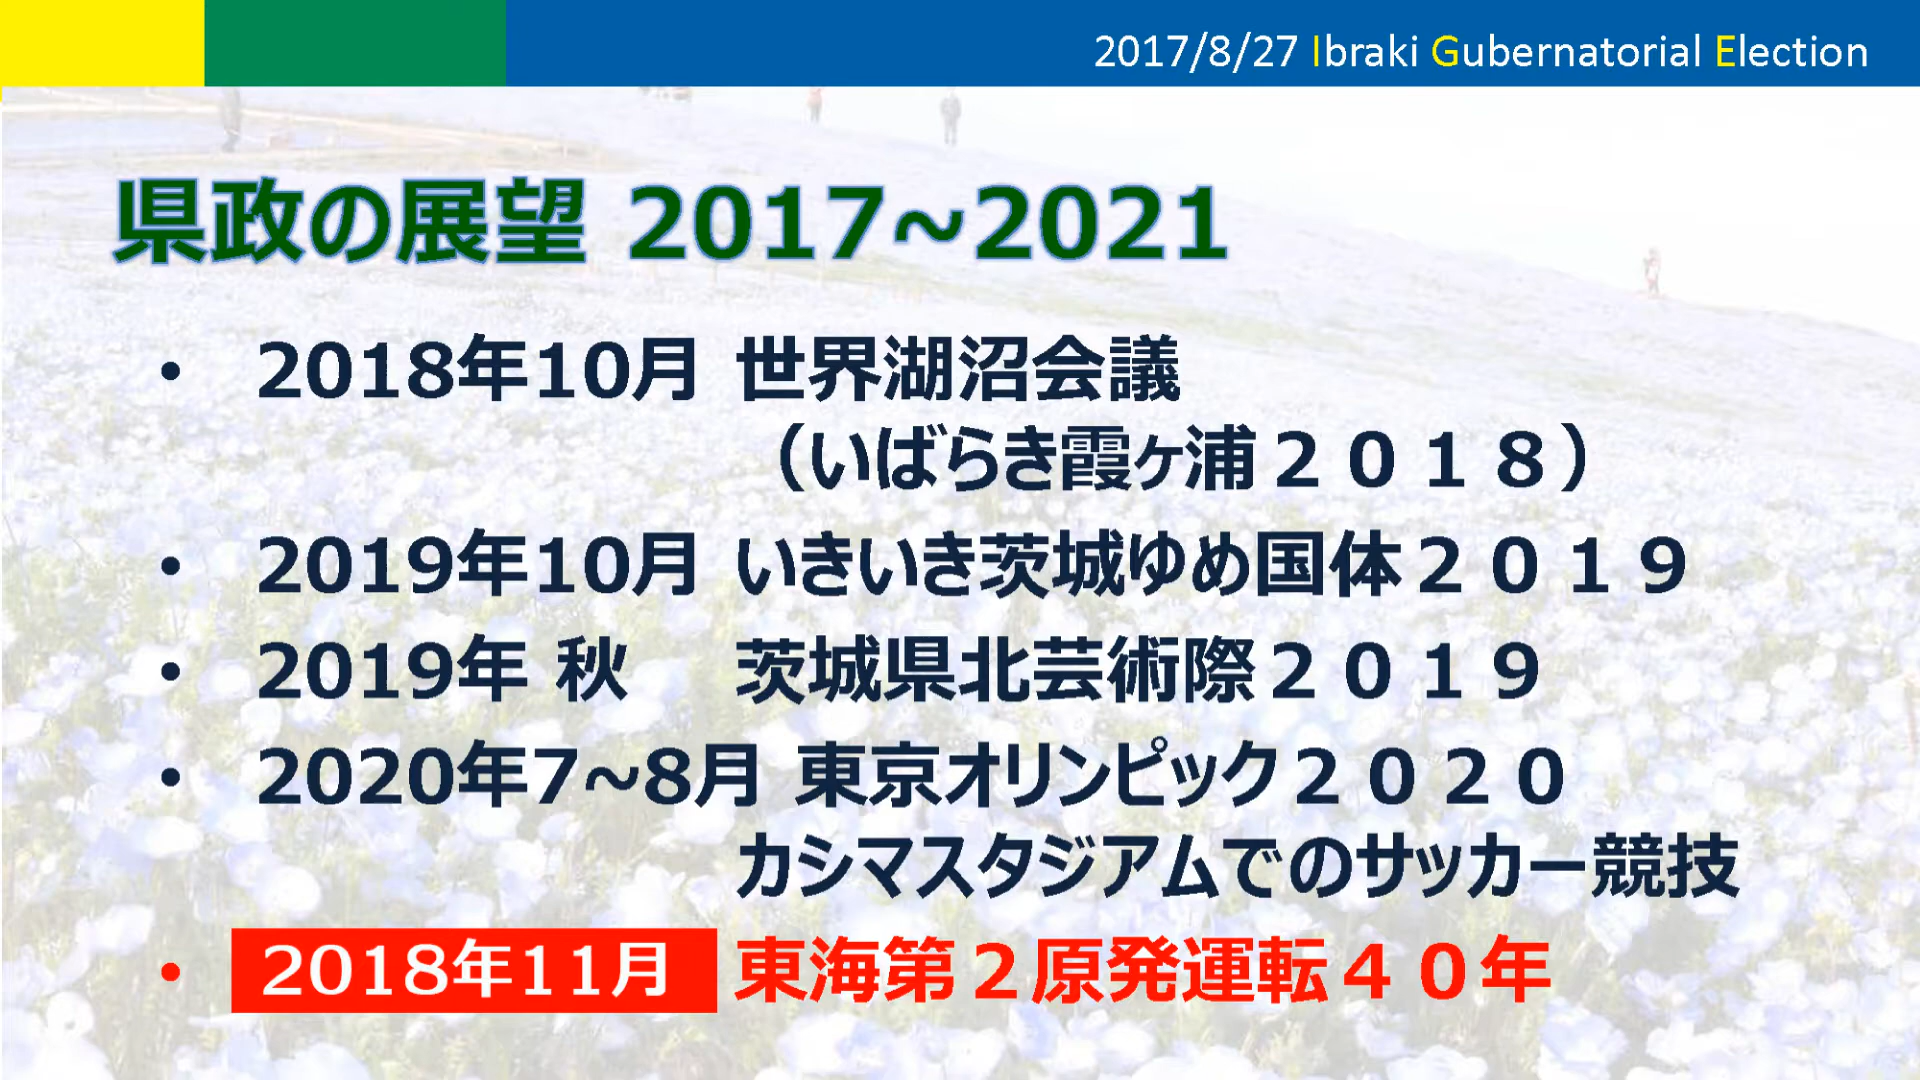 2017/8/27 Ibraki Gubernatorial Election
県政の展望 2017~2021
• 2018年10月 世界湖沼会議
（いばらき霞ヶ浦２０１８）
• 2019年10月 いきいき茨城ゆめ国体２０１９
• 2019年 秋 茨城県北芸術際２０１９
• 2020年7~8月 東京オリンピック２０２０
カシマスタジアムでのサッカー競技
• 2018年11月 東海第２原発運転４０年